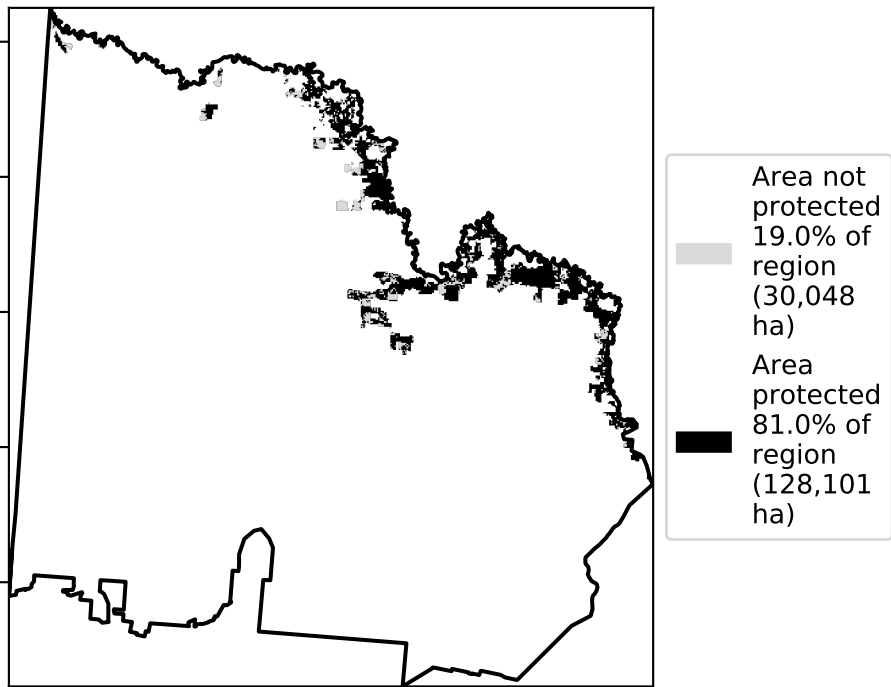 Area not
protected
19.0% of
region
(30,048
ha)
Area
protected
81.0% of
region
(128,101
ha)